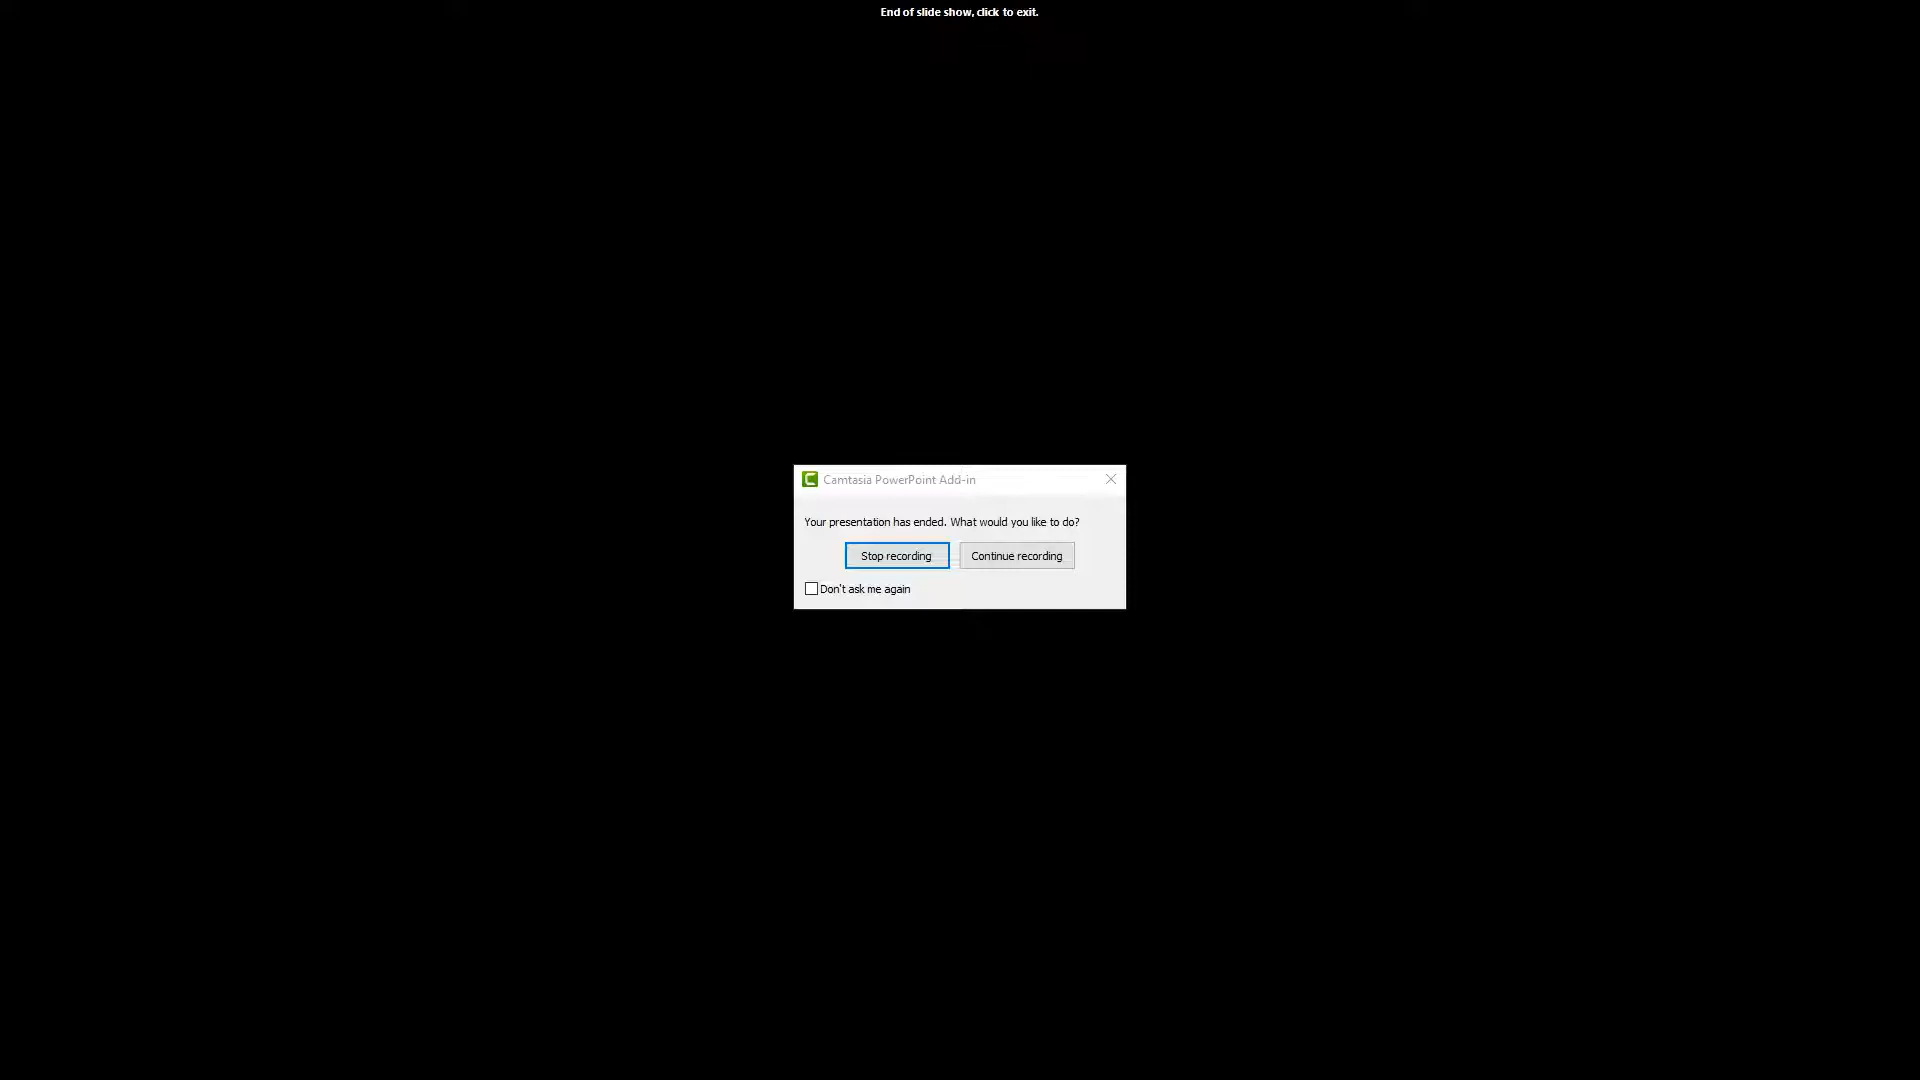 End of slide show, click to exit.
Camtasia PowerPoint Add-in
Your presentation has ended. What would you like to do?
Stop recording
Continue recording
Don't ask me again